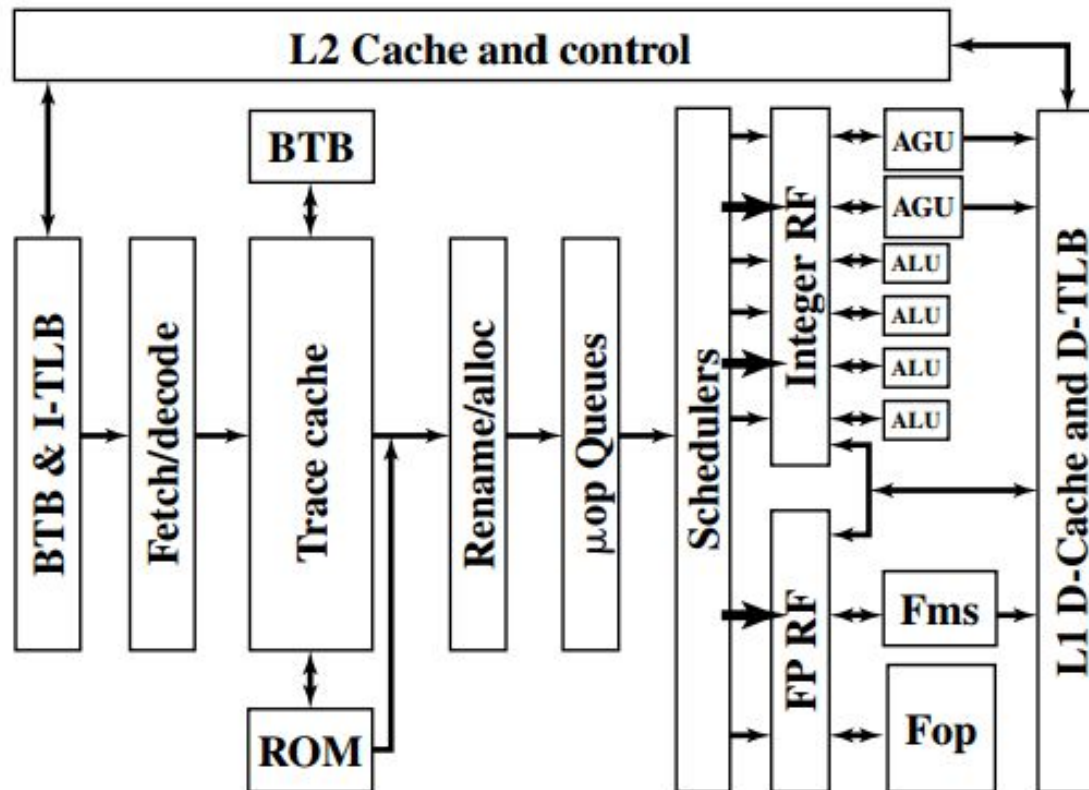 L2 Cache and control
BTB
BTB & I-TLB
Fetch/decode
Trace cache
ROM
Rename/alloc
μop Queues
Schedulers
Integer RF
FP RF
AGU
AGU
ALU
ALU
ALU
ALU
Fms
Fop
L1 D-Cache and D-TLB